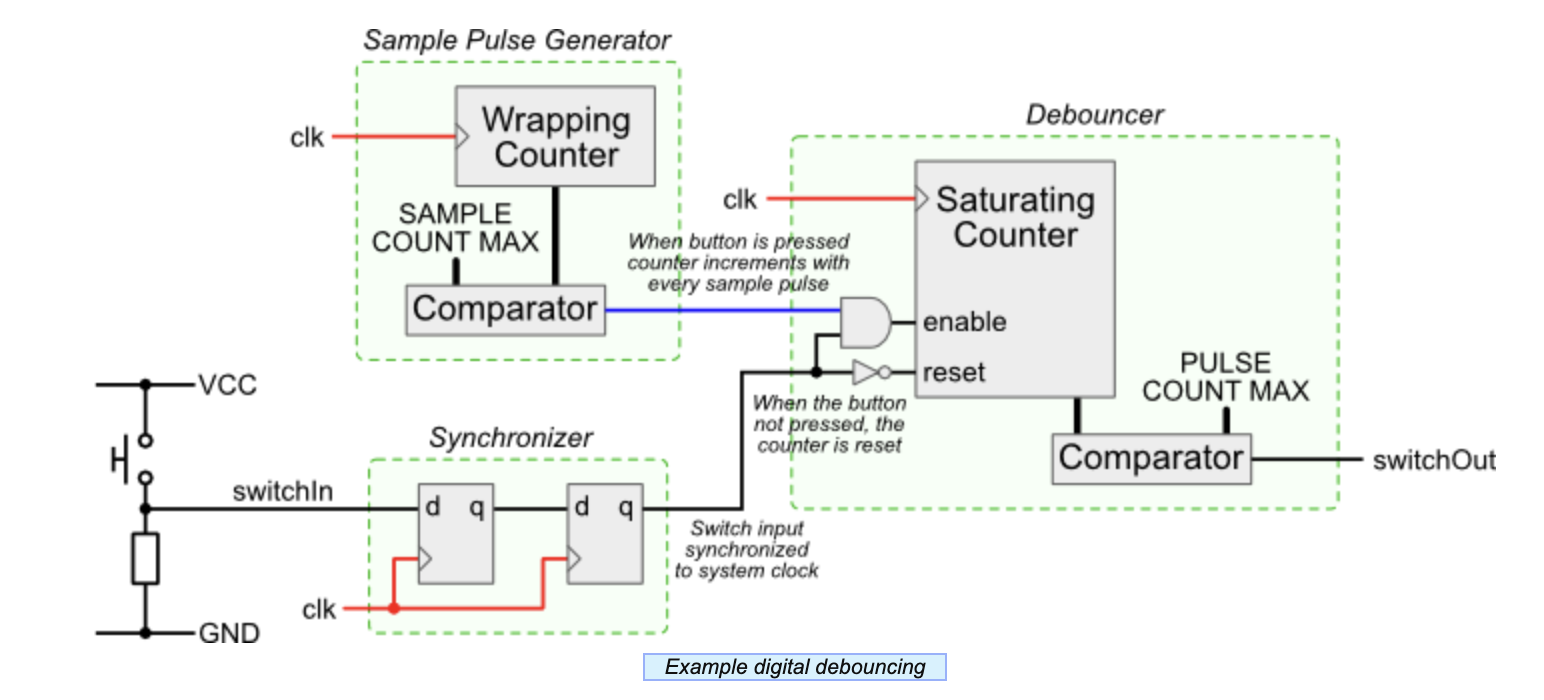 Sample Pulse Generator
clk
Wrapping
Counter
SAMPLE
COUNT MAX
Comparator
When button is pressed
counter increments with
every sample pulse
Debouncer
clk
Saturating
Counter
enable
reset
When the button
not pressed, the
counter is reset
PULSE
COUNT MAX
Comparator
switchOut
VCC
switchIn
GND
Synchronizer
d q
d q
clk
Switch input
synchronized
to system clock
Example digital debouncing